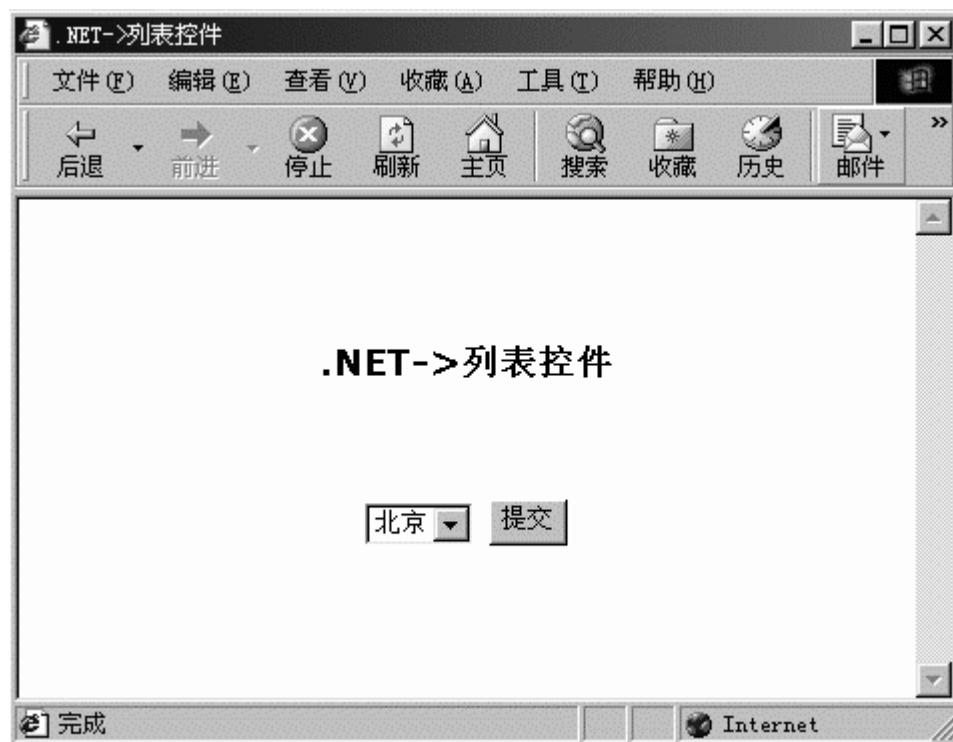 .NET->列表控件
文件(F) 编辑(E) 查看(V) 收藏(A) 工具(T) 帮助(H)
后退 前进 停止 刷新 主页 搜索 收藏 历史 邮件 »
.NET->列表控件
北京 提交
完成 Internet